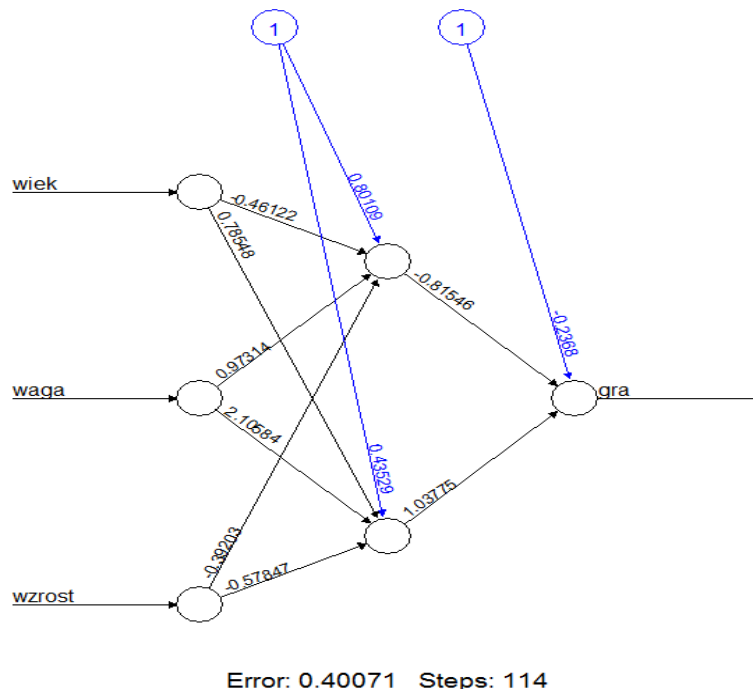 1
1
wiek
-0.46122
0.78548
0.80109
-0.81546
-0.2368
waga
0.97314
2.10584
gra
0.43529
1.03775
wzrost
-0.39203
-0.57847
Error: 0.40071 Steps: 114